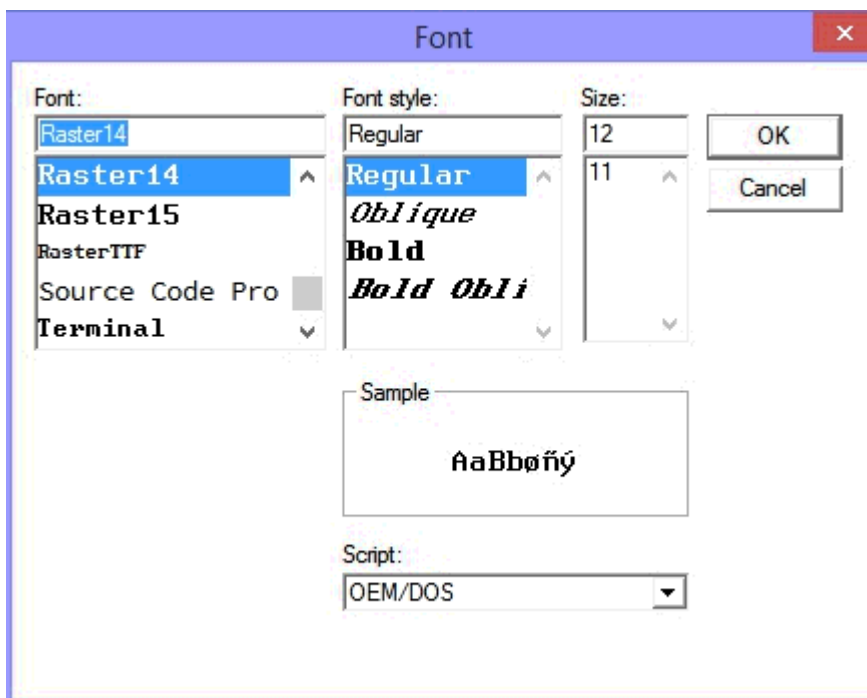 Font
Font:
Raster14
Raster14
Raster15
RasterTTF
Source Code Pro
Terminal
Font style:
Regular
Regular
Oblique
Bold
Bold Obli
Size:
12
11
OK
Cancel
Sample
AaBbøñý
Script:
OEM/DOS